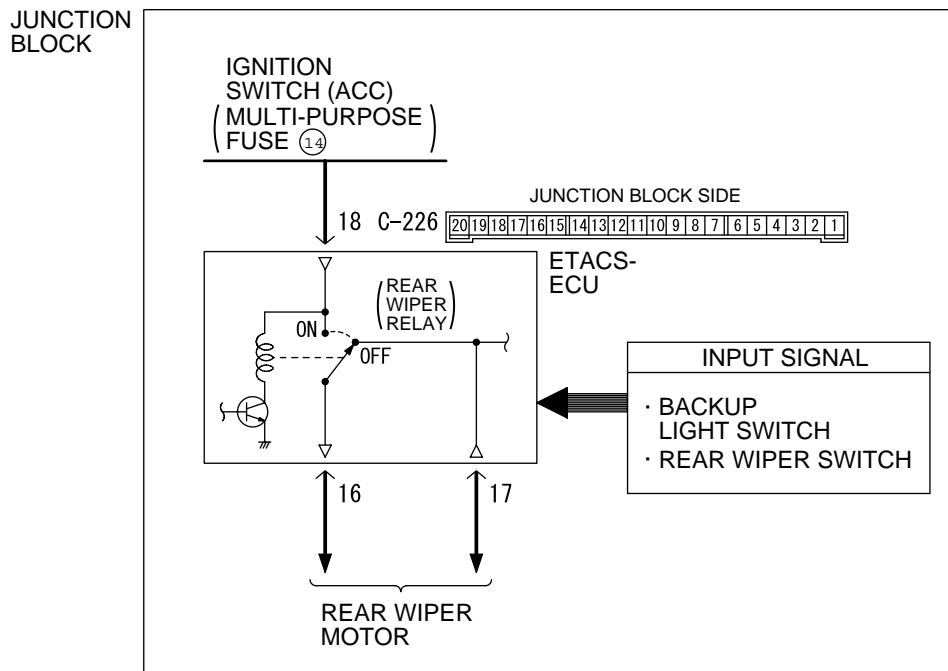 JUNCTION
BLOCK
IGNITION
SWITCH (ACC)
(MULTI-PURPOSE
FUSE 14)
18 C-226
JUNCTION BLOCK SIDE
20 19 18 17 16 15 14 13 12 11 10 9 8 7 6 5 4 3 2 1
ETACS-
ECU
(REAR
WIPER
RELAY)
ON
OFF
INPUT SIGNAL
· BACKUP
LIGHT SWITCH
· REAR WIPER SWITCH
16
17
REAR WIPER
MOTOR